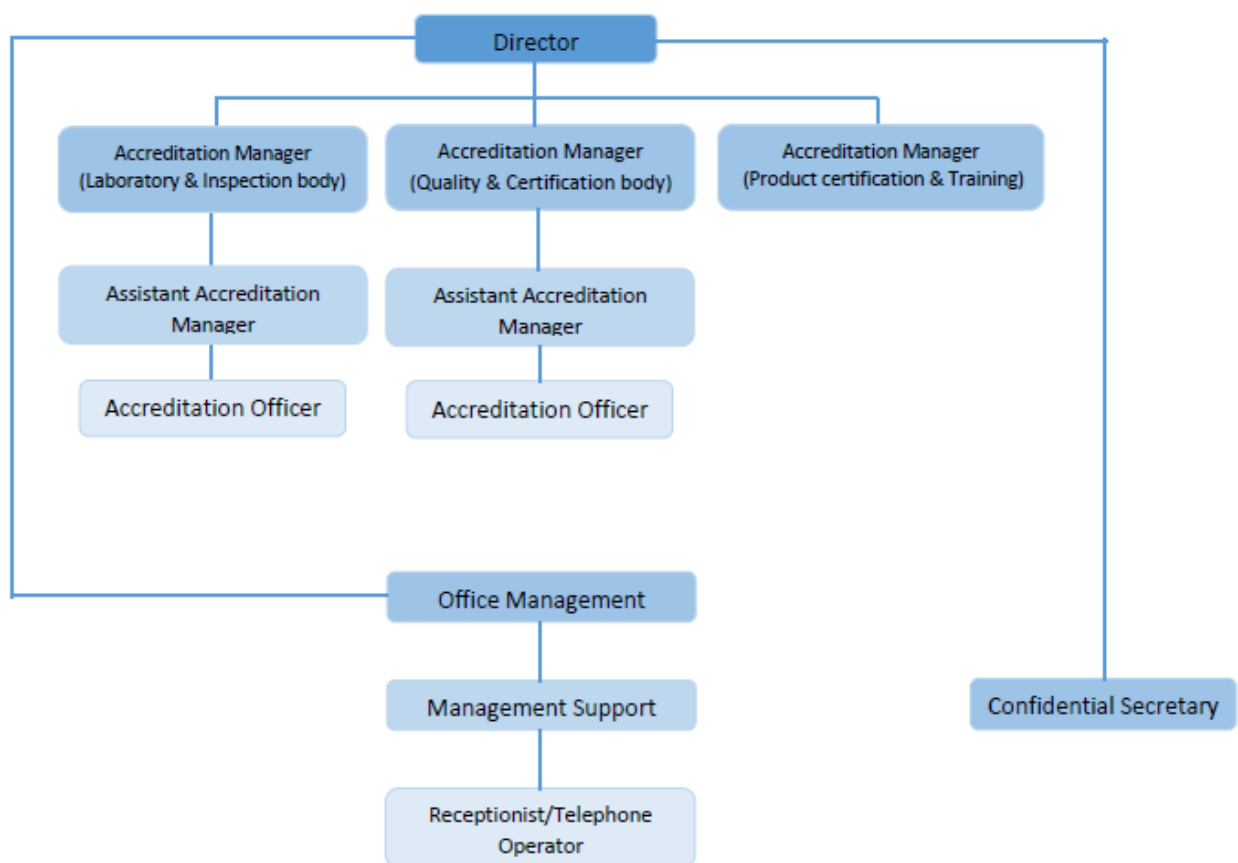 Director
Accreditation Manager
(Laboratory & Inspection body)
Accreditation Manager
(Quality & Certification body)
Accreditation Manager
(Product certification & Training)
Assistant Accreditation
Manager
Assistant Accreditation
Manager
Accreditation Officer
Accreditation Officer
Office Management
Management Support
Confidential Secretary
Receptionist/Telephone
Operator